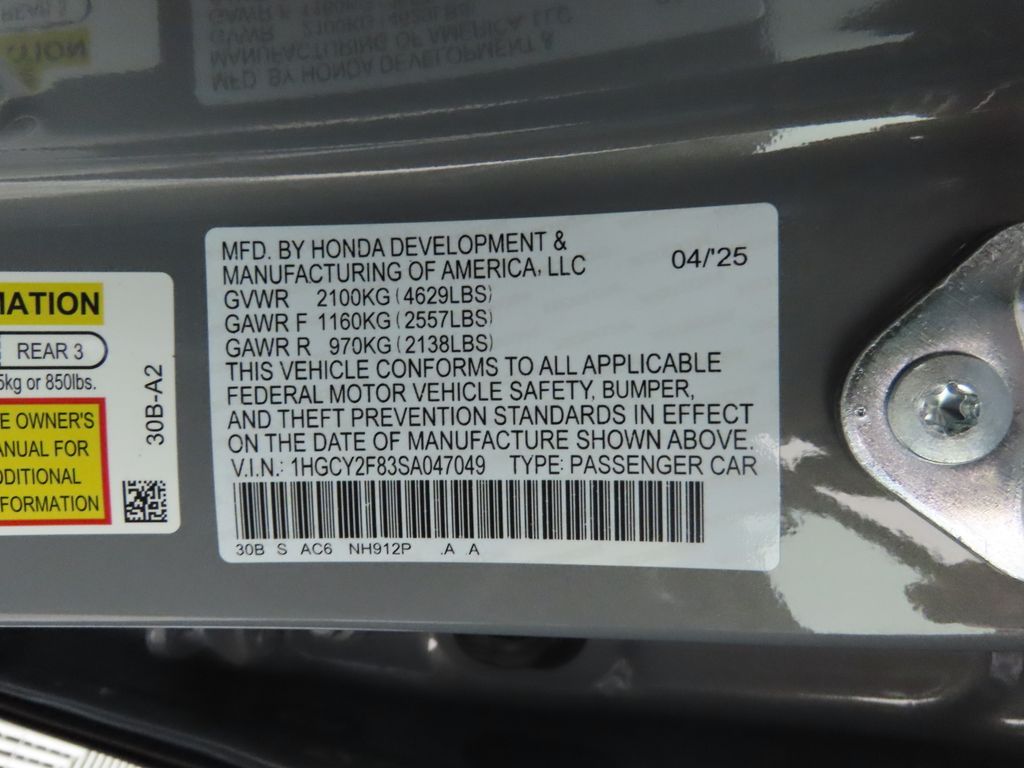 MFD. BY HONDA DEVELOPMENT &
MANUFACTURING OF AMERICA, LLC
04/'25
GVWR 2100KG (4629LBS)
GAWR F 1160KG (2557LBS)
GAWR R 970KG (2138LBS)
THIS VEHICLE CONFORMS TO ALL APPLICABLE
FEDERAL MOTOR VEHICLE SAFETY, BUMPER,
AND THEFT PREVENTION STANDARDS IN EFFECT
ON THE DATE OF MANUFACTURE SHOWN ABOVE.
V.I.N.: 1HGCY2F83SA047049 TYPE: PASSENGER CAR
30B S AC6 NH912P .A A
MATION
REAR 3
5kg or 850lbs.
E OWNER'S
ANUAL FOR
DDITIONAL
FORMATION
30B-A2